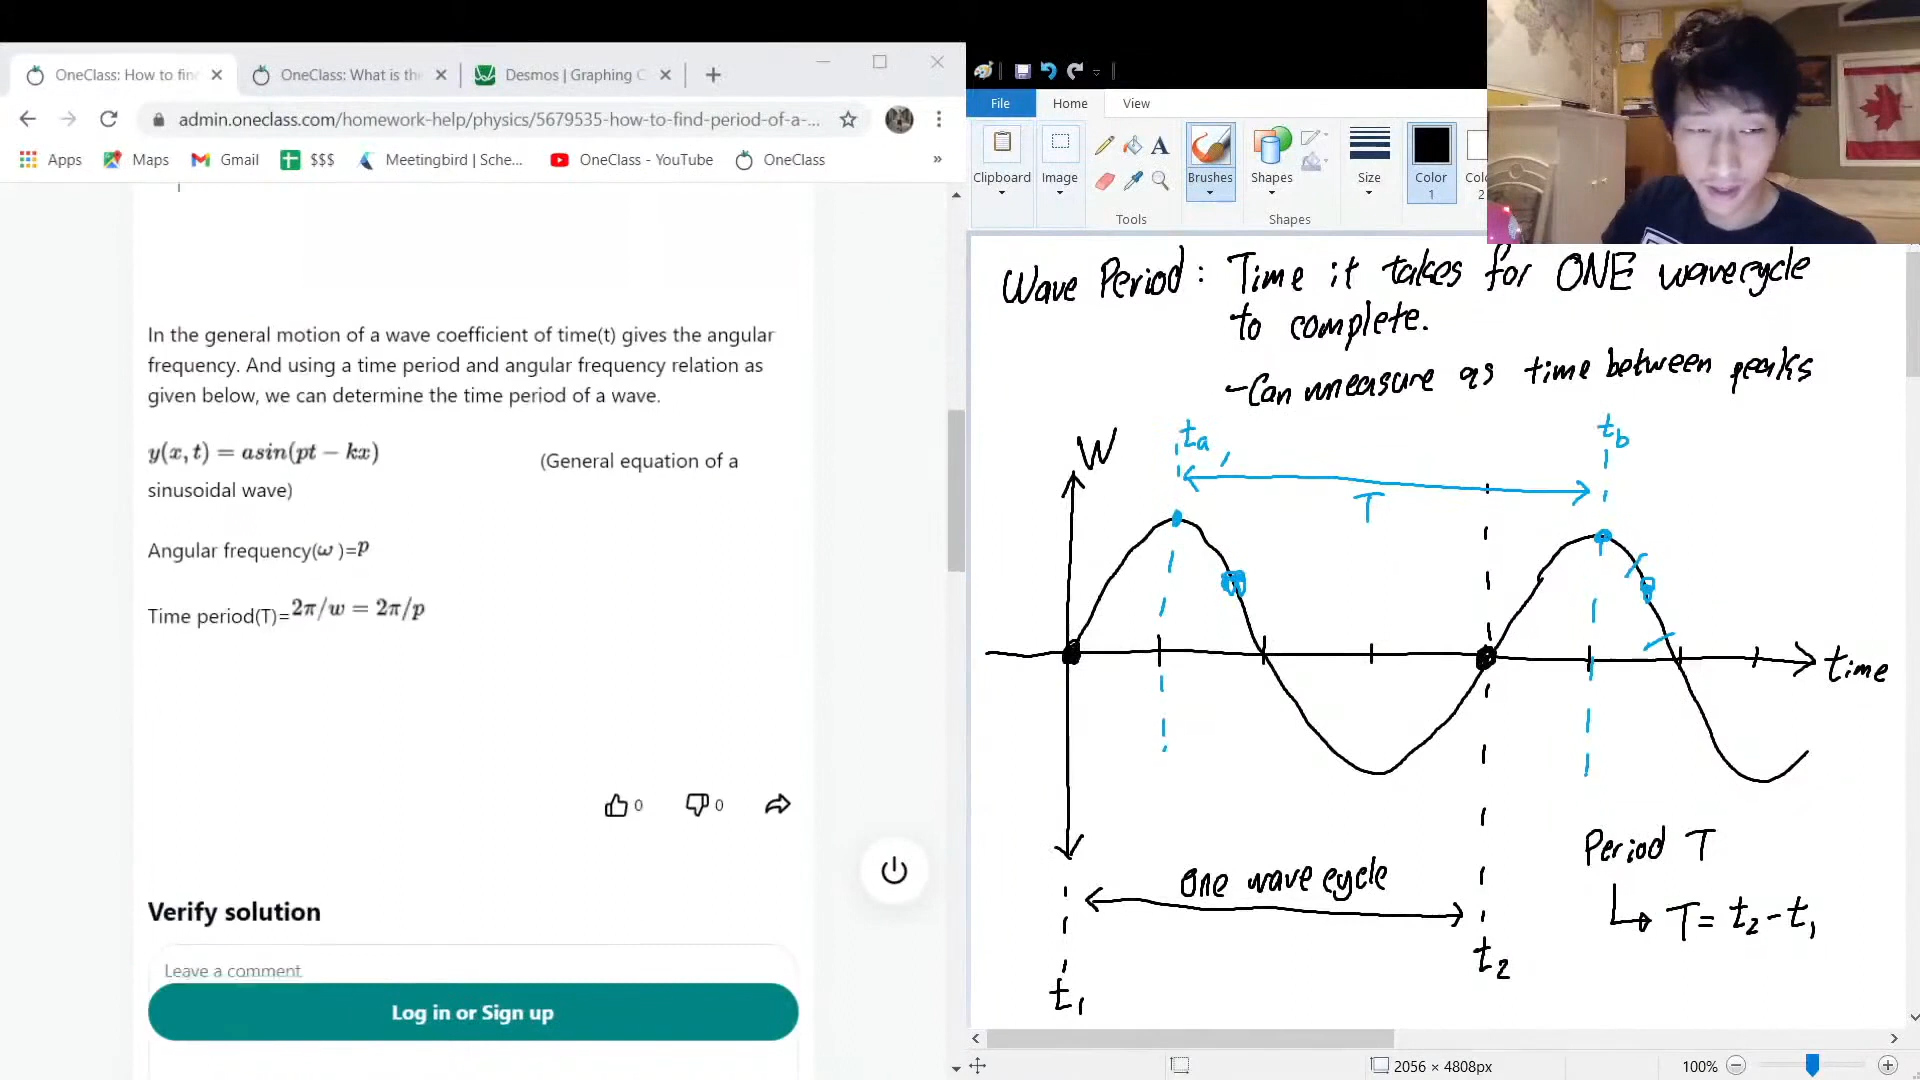 OneClass: How to fin
OneClass: What is the
Desmos | Graphing C
admin.oneclass.com/homework-help/physics/5679535-how-to-find-period-of-a-...
Apps
Maps
Gmail
$$$
Meetingbird | Sche...
OneClass - YouTube
OneClass
»
In the general motion of a wave coefficient of time(t) gives the angular
frequency. And using a time period and angular frequency relation as
given below, we can determine the time period of a wave.
y(x, t) = asin(pt − kx) (General equation of a
sinusoidal wave)
Angular frequency(ω )=p
Time period(T)=2π/w = 2π/p
0
0
Verify solution
Leave a comment
Log in or Sign up
File
Home
View
Clipboard
Image
Tools
Brushes
Shapes
Shapes
Size
Color
1
Colo
2
Wave Period : Time it takes for ONE wavecycle
to complete.
- Can measure as time between peaks
W
ta
tb
T
time
One wave cycle
t1
t2
Period T
T = t2 - t1
2056 × 4808px
100%